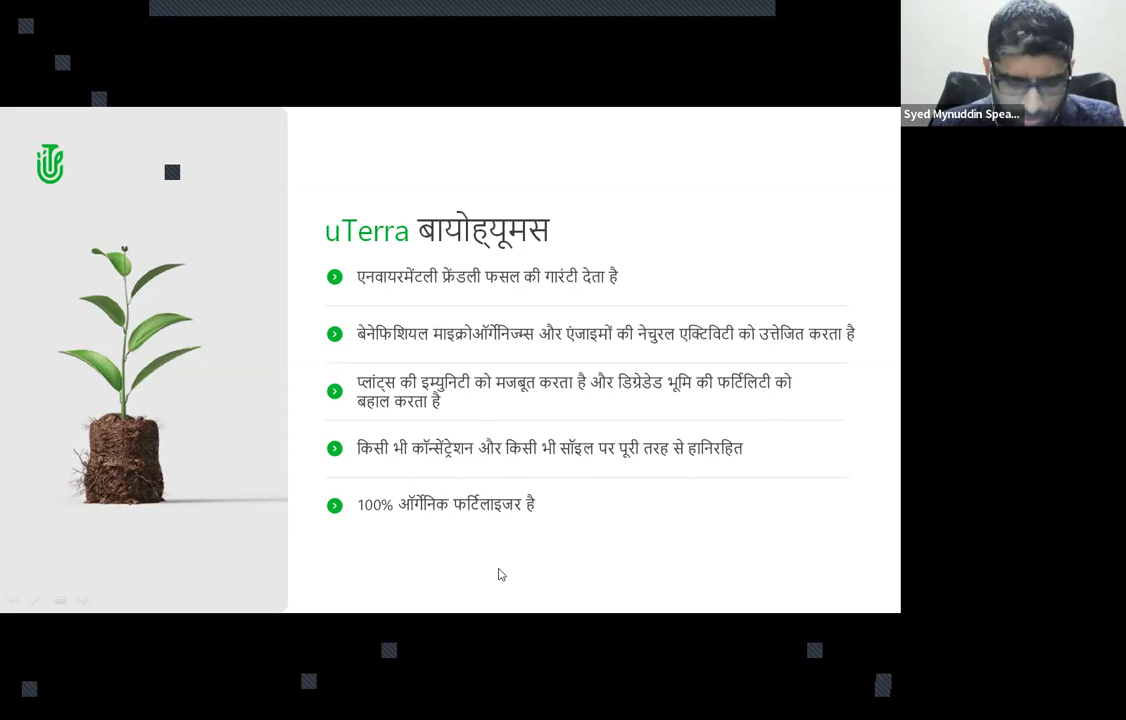 Syed Mynuddin Spea...
uTerra बायोह्यूमस
एनवायरमेंटली फ्रेंडली फसल की गारंटी देता है
बेनेफिशियल माइक्रोऑर्गेनिज्म्स और एंजाइमों की नेचुरल एक्टिविटी को उत्तेजित करता है
प्लांट्स की इम्युनिटी को मजबूत करता है और डिग्रेडेड भूमि की फर्टिलिटी को
बहाल करता है
किसी भी कॉन्सेंट्रेशन और किसी भी सॉइल पर पूरी तरह से हानिरहित
100% ऑर्गेनिक फर्टिलाइजर है